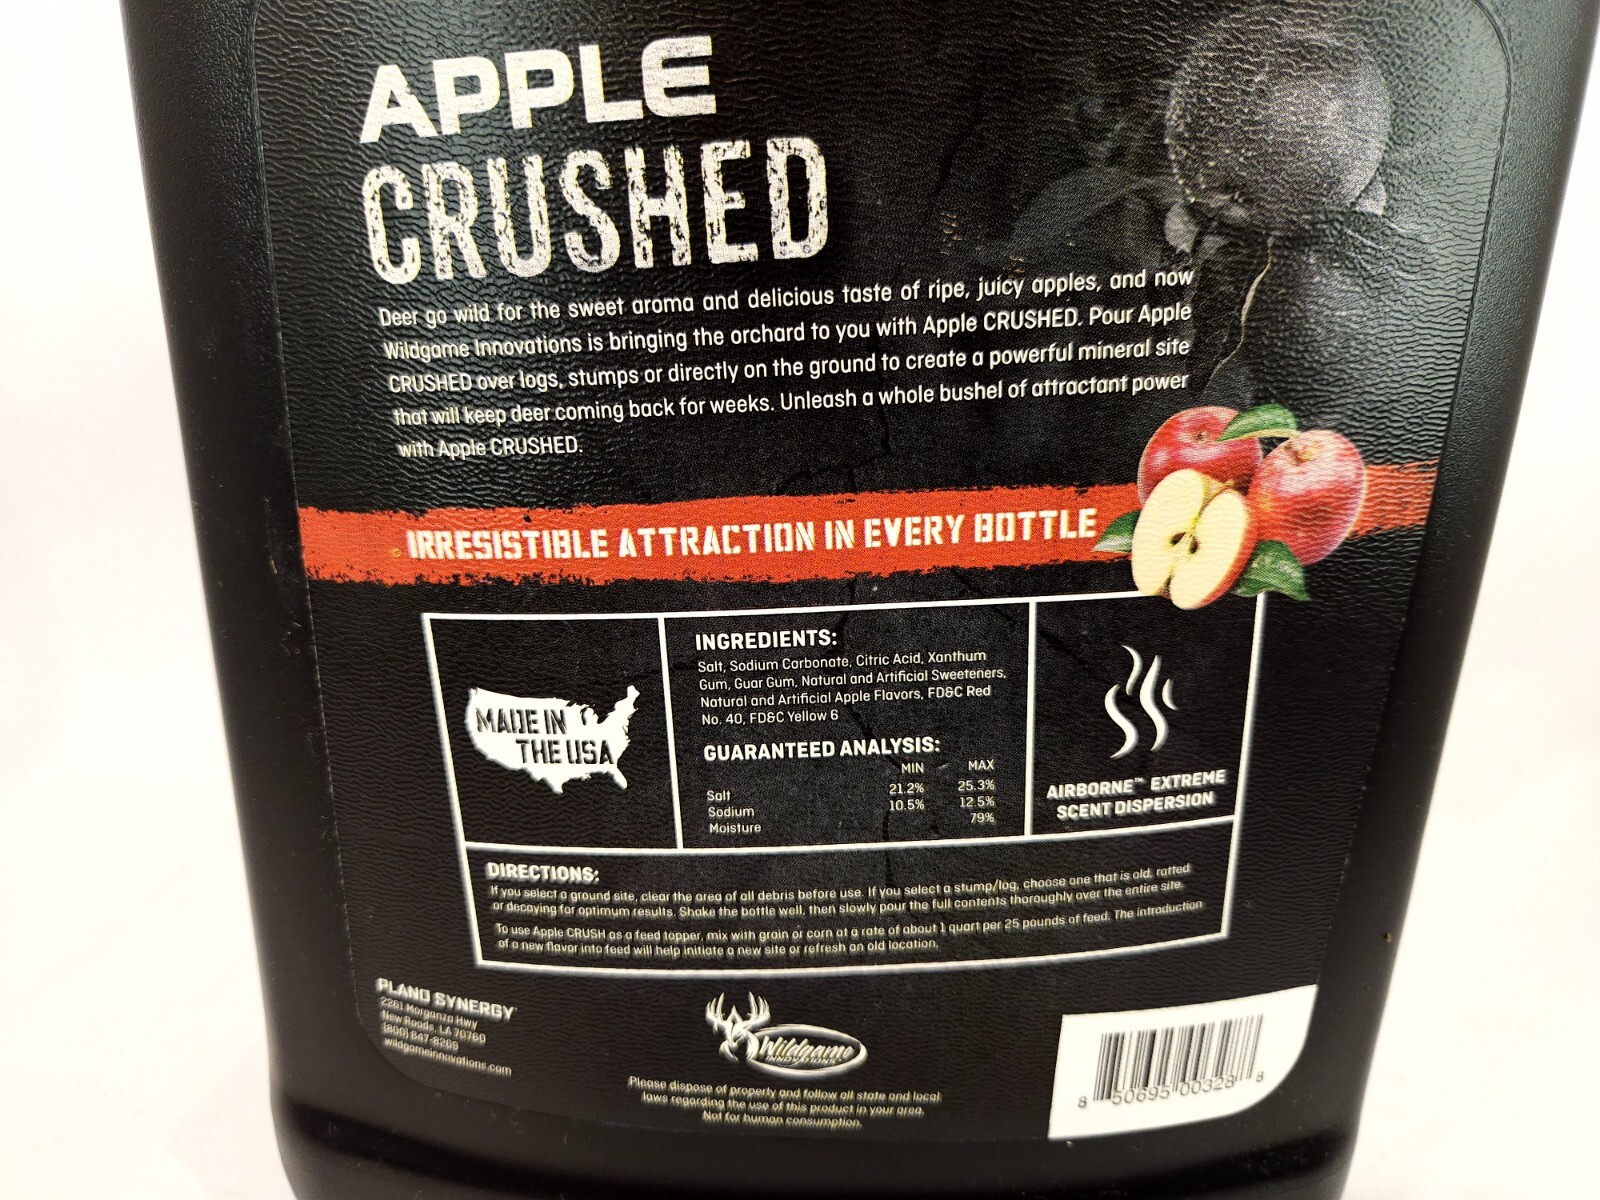 APPLE
CRUSHED
Deer go wild for the sweet aroma and delicious taste of ripe, juicy apples, and now
Wildgame Innovations is bringing the orchard to you with Apple CRUSHED. Pour Apple
CRUSHED over logs, stumps or directly on the ground to create a powerful mineral site
that will keep deer coming back for weeks. Unleash a whole bushel of attractant power
with Apple CRUSHED.
IRRESISTIBLE ATTRACTION IN EVERY BOTTLE
MADE IN
THE USA
INGREDIENTS:
Salt, Sodium Carbonate, Citric Acid, Xanthum
Gum, Guar Gum, Natural and Artificial Sweeteners,
Natural and Artificial Apple Flavors, FD&C Red
No. 40, FD&C Yellow 6
GUARANTEED ANALYSIS:
MIN MAX
Salt 21.2% 25.3%
Sodium 10.5% 12.5%
Moisture 79%
AIRBORNE™ EXTREME
SCENT DISPERSION
DIRECTIONS:
If you select a ground site, clear the area of all debris before use. If you select a stump/log, choose one that is old, rotted
or decaying for optimum results. Shake the bottle well, then slowly pour the full contents thoroughly over the entire site.
To use Apple CRUSH as a feed topper, mix with grain or corn at a rate of about 1 quart per 25 pounds of feed. The introduction
of a new flavor into feed will help initiate a new site or refresh an old location.
PLANO SYNERGY
2261 Morganza Hwy
New Roads, LA 70760
(800) 847-8269
wildgameinnovations.com
Wildgame
INNOVATIONS
Please dispose of properly and follow all state and local
laws regarding the use of this product in your area.
Not for human consumption.
8 50695 00328 8